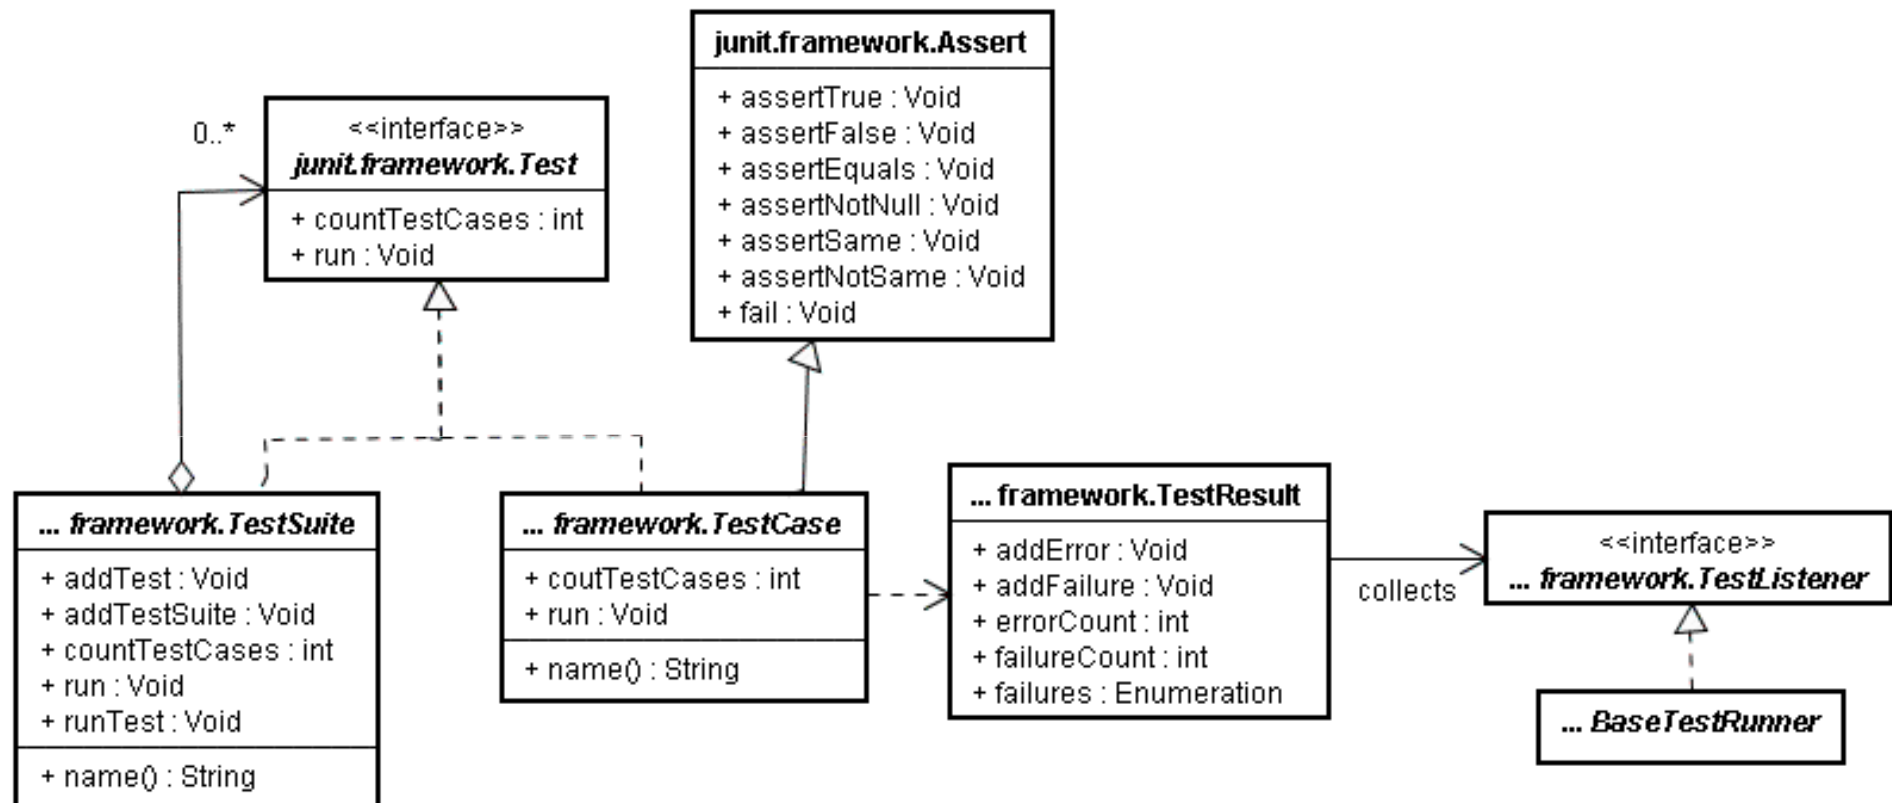 junit.framework.Assert
+ assertTrue : Void
+ assertFalse : Void
+ assertEquals : Void
+ assertNotNull : Void
+ assertSame : Void
+ assertNotSame : Void
+ fail : Void
0..*
<<interface>>
junit.framework.Test
+ countTestCases : int
+ run : Void
... framework.TestSuite
+ addTest : Void
+ addTestSuite : Void
+ countTestCases : int
+ run : Void
+ runTest : Void
+ name() : String
... framework.TestCase
+ coutTestCases : int
+ run : Void
+ name() : String
... framework.TestResult
+ addError : Void
+ addFailure : Void
+ errorCount : int
+ failureCount : int
+ failures : Enumeration
collects
<<interface>>
... framework.TestListener
... BaseTestRunner